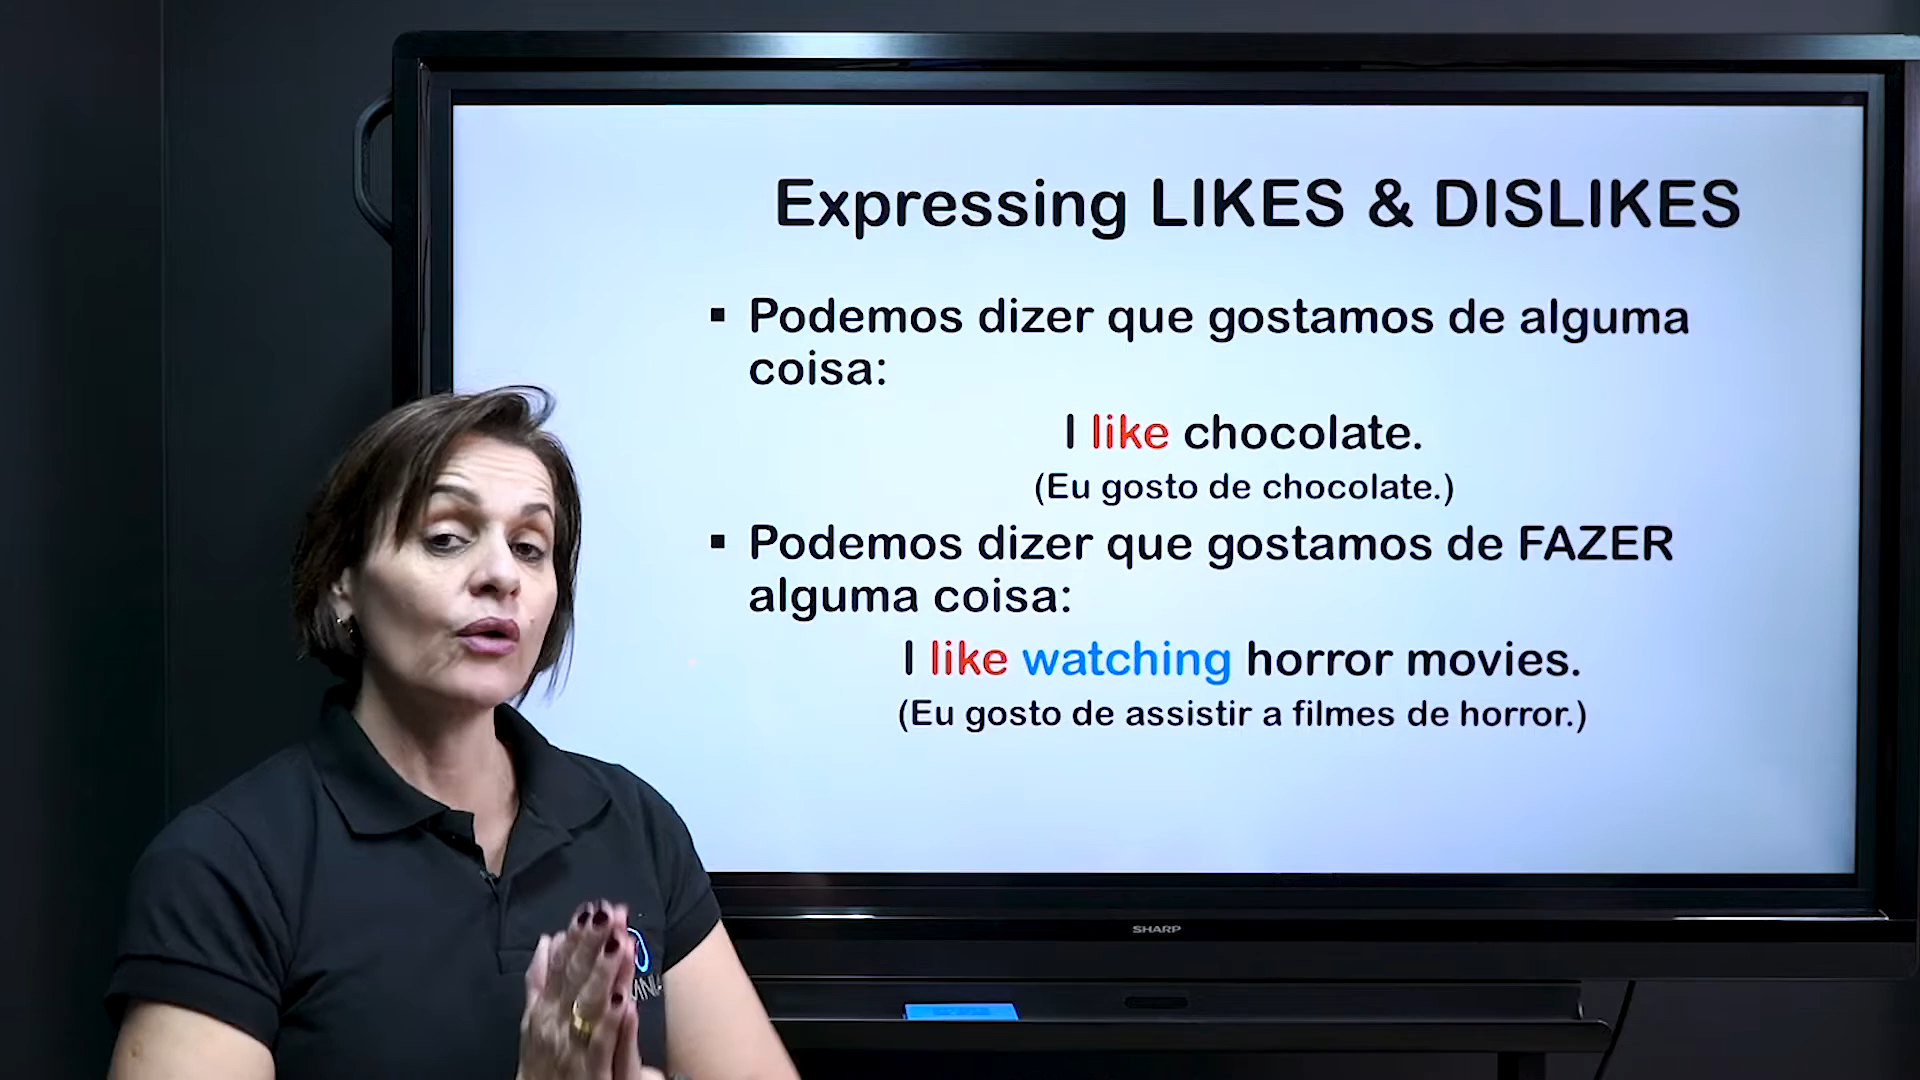 Expressing LIKES & DISLIKES
▪ Podemos dizer que gostamos de alguma
coisa:
I like chocolate.
(Eu gosto de chocolate.)
▪ Podemos dizer que gostamos de FAZER
alguma coisa:
I like watching horror movies.
(Eu gosto de assistir a filmes de horror.)
SHARP